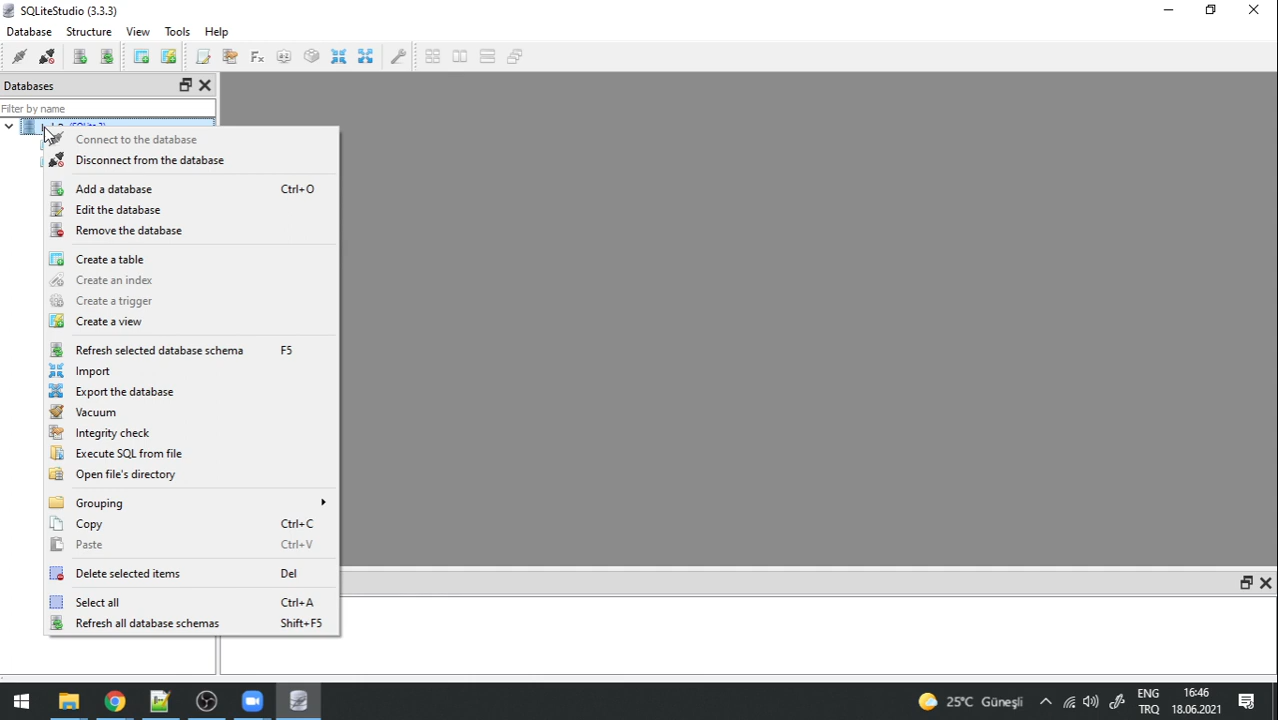 SQLiteStudio (3.3.3)
Database Structure View Tools Help
Databases
Filter by name
(SQLite 3)
Connect to the database
Disconnect from the database
Add a database Ctrl+O
Edit the database
Remove the database
Create a table
Create an index
Create a trigger
Create a view
Refresh selected database schema F5
Import
Export the database
Vacuum
Integrity check
Execute SQL from file
Open file's directory
Grouping
Copy Ctrl+C
Paste Ctrl+V
Delete selected items Del
Select all Ctrl+A
Refresh all database schemas Shift+F5
25°C Güneşli
ENG
TRQ
16:46
18.06.2021